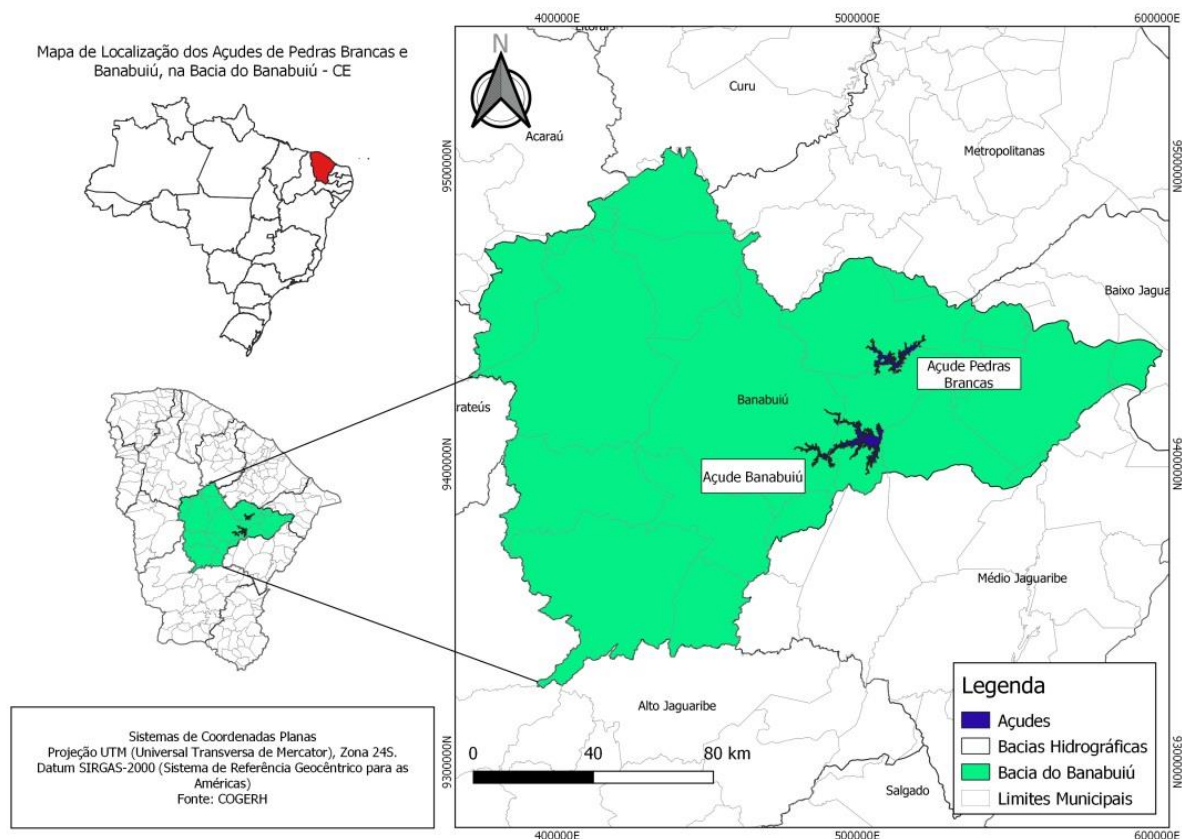 Mapa de Localização dos Açudes de Pedras Brancas e
Banabuiú, na Bacia do Banabuiú - CE
Sistemas de Coordenadas Planas
Projeção UTM (Universal Transversa de Mercator), Zona 24S.
Datum SIRGAS-2000 (Sistema de Referência Geocêntrico para as
Américas)
Fonte: COGERH
400000E
500000E
600000E
N
Litoral
Curu
Acaraú
Metropolitanas
9500000N
9500000N
Baixo Jagua
Açude Pedras
Brancas
Banabuiú
rateús
Açude Banabuiú
9400000N
9400000N
Médio Jaguaribe
Alto Jaguaribe
Salgado
0
40
80 km
9300000N
9300000N
Legenda
Açudes
Bacias Hidrográficas
Bacia do Banabuiú
Limites Municipais
400000E
500000E
600000E